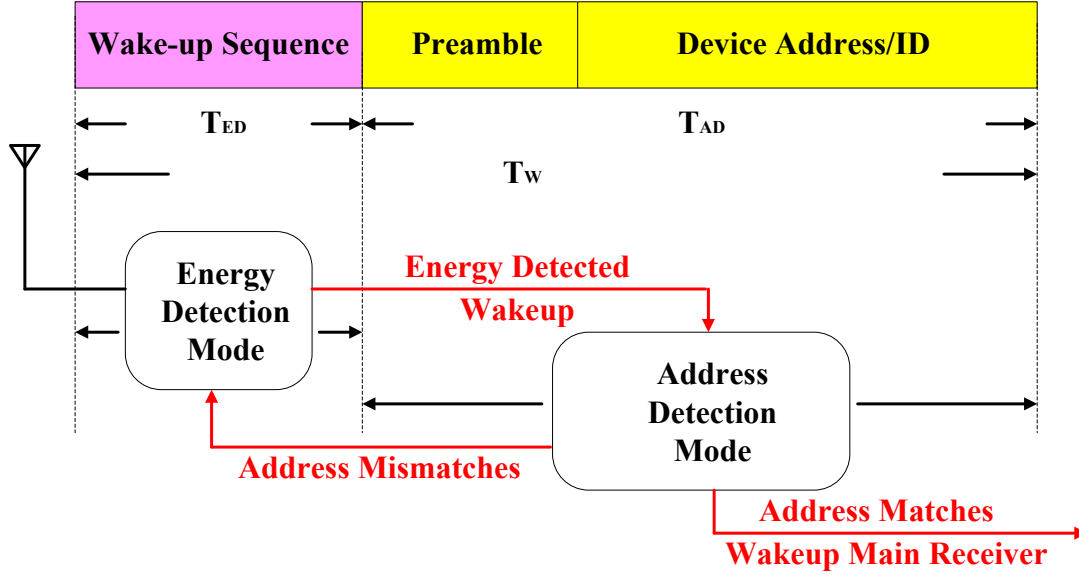 Wake-up Sequence Preamble Device Address/ID
TED TAD
TW
Energy Detection Mode
Energy Detected
Wakeup
Address Detection Mode
Address Mismatches
Address Matches
Wakeup Main Receiver